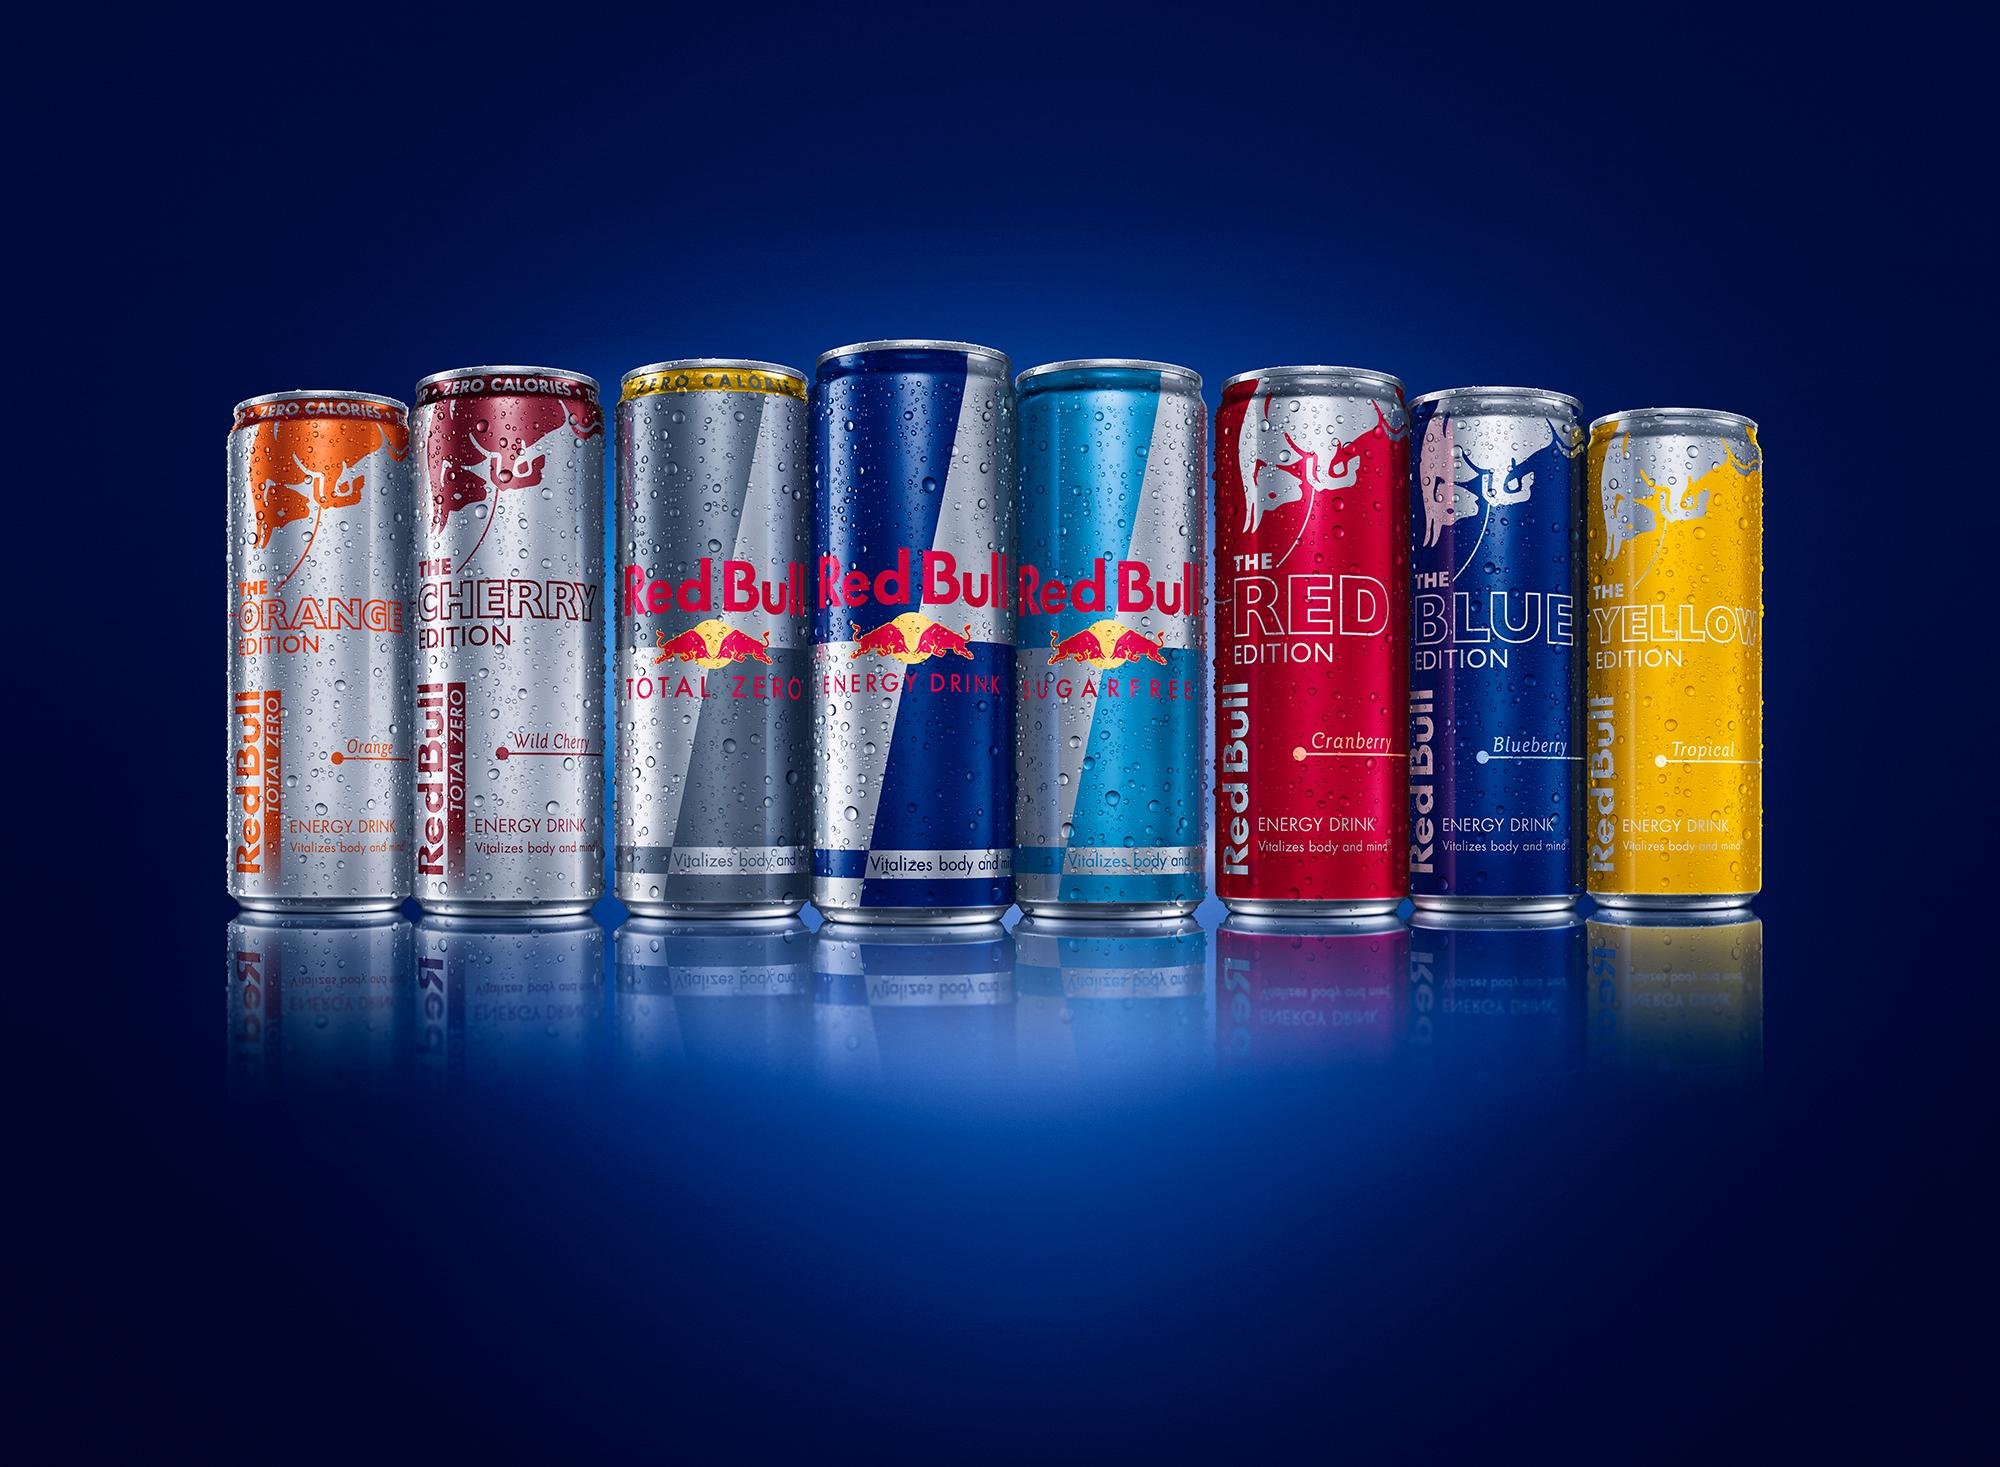 ZERO CALORIES
THE
ORANGE
EDITION
Red Bull
TOTAL ZERO
Orange
ENERGY DRINK
Vitalizes body and mind
ZERO CALORIES
THE
CHERRY
EDITION
Red Bull
TOTAL ZERO
Wild Cherry
ENERGY DRINK
Vitalizes body and mind
ZERO CALORIE
Red Bull
TOTAL ZERO
Vitalizes body and m
Red Bull
ENERGY DRINK
Vitalizes body and mi
Red Bull
SUGARFREE
Vitalizes body and
THE
RED
EDITION
Red Bull
Cranberry
ENERGY DRINK
Vitalizes body and mind®
THE
BLUE
EDITION
Red Bull
Blueberry
ENERGY DRINK
Vitalizes body and mind®
THE
YELLOW
EDITION
Red Bull
Tropical
ENERGY DRINK
Vitalizes body and mind®